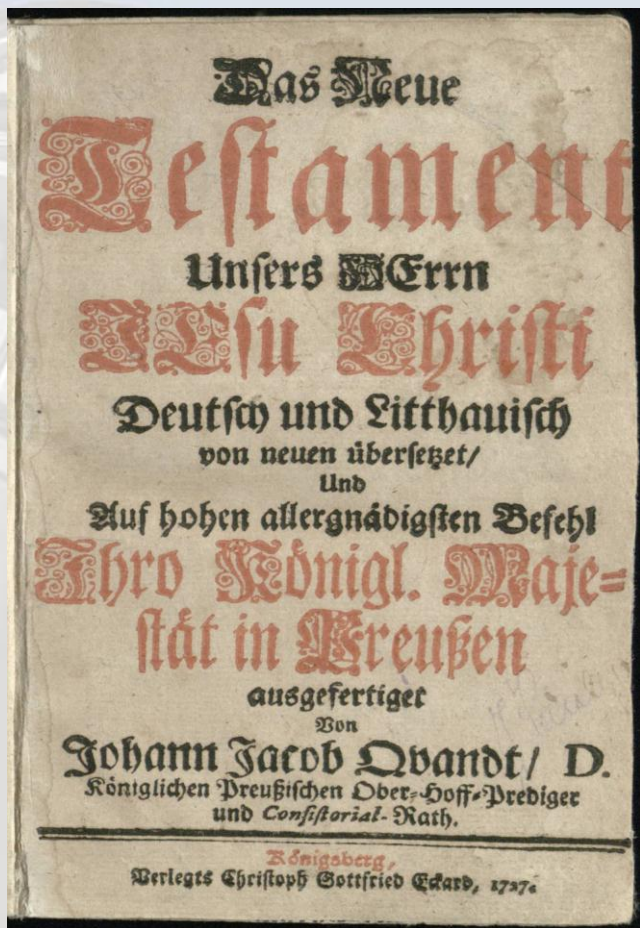 Das Neue
Testament
Unsers HErrn
JEsu Christi
Deutsch und Litthauisch
von neuen übersetzet/
Und
Auf hohen allergnädigsten Befehl
Ihro Königl. Maje=
stät in Preußen
ausgefertiget
Von
Johann Jacob Qvandt/ D.
Königlichen Preußischen Ober-Hoff-Prediger
und Consistorial-Rath.
Königsberg,
Verlegts Christoph Gottfried Eckard, 1727.